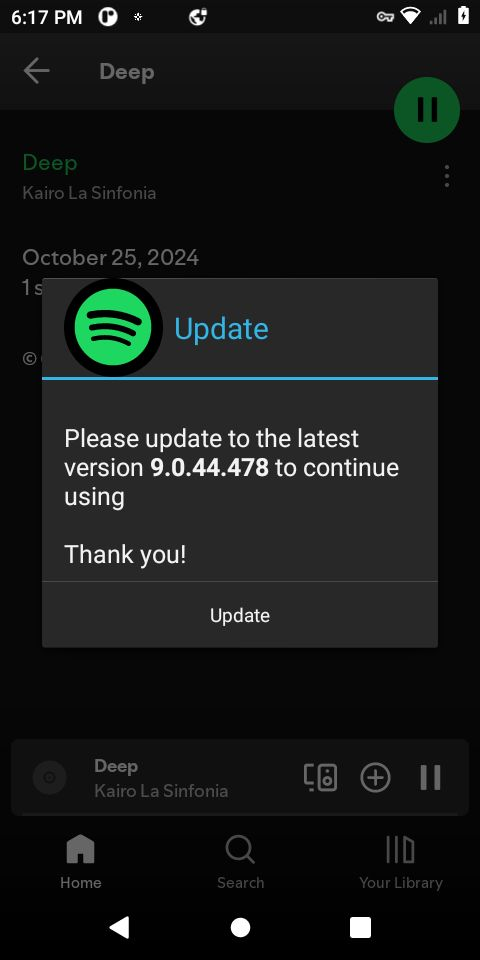 6:17 PM
Deep
Deep
Kairo La Sinfonia
October 25, 2024
1 s
©
Update
Please update to the latest
version 9.0.44.478 to continue
using
Thank you!
Update
Deep
Kairo La Sinfonia
Home
Search
Your Library